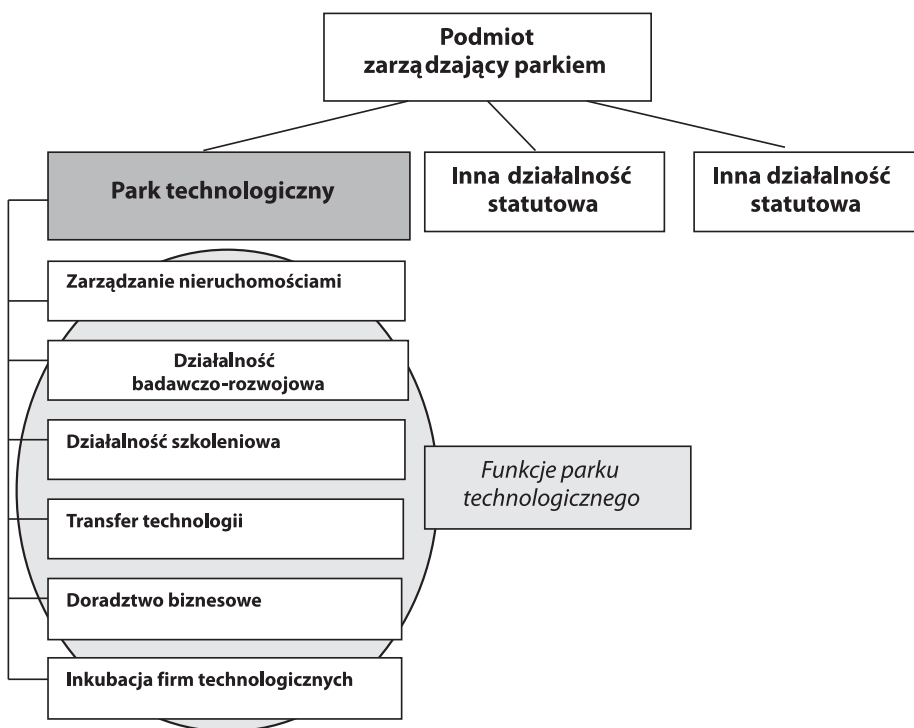 Podmiot
zarządzający parkiem
Park technologiczny
Inna działalność
statutowa
Inna działalność
statutowa
Zarządzanie nieruchomościami
Działalność
badawczo-rozwojowa
Działalność szkoleniowa
Funkcje parku
technologicznego
Transfer technologii
Doradztwo biznesowe
Inkubacja firm technologicznych